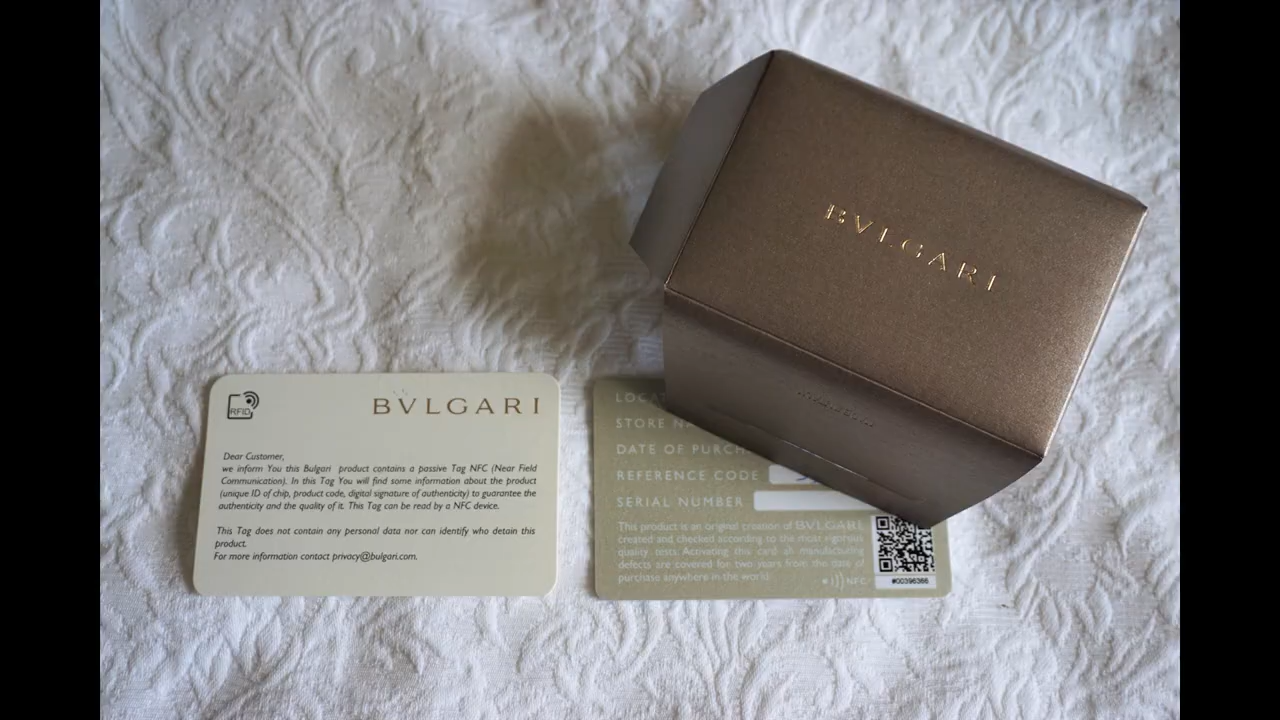 BVLGARI
RFID
BVLGARI
Dear Customer,
we inform You this Bulgari product contains a passive Tag NFC (Near Field
Communication). In this Tag You will find some information about the product
(unique ID of chip, product code, digital signature of authenticity) to guarantee the
authenticity and the quality of it. This Tag can be read by a NFC device.
This Tag does not contain any personal data nor can identify who detain this
product.
For more information contact privacy@bulgari.com.
STORE
DATE OF
REFERENCE CODE
SERIAL NUMBER
This product is an original creation of BVLGARI
created and checked according to the most rigorous
quality tests. Activating this card all manufacturing
defects are covered for two years from the date of
purchase anywhere in the world.
NFC
#00396366